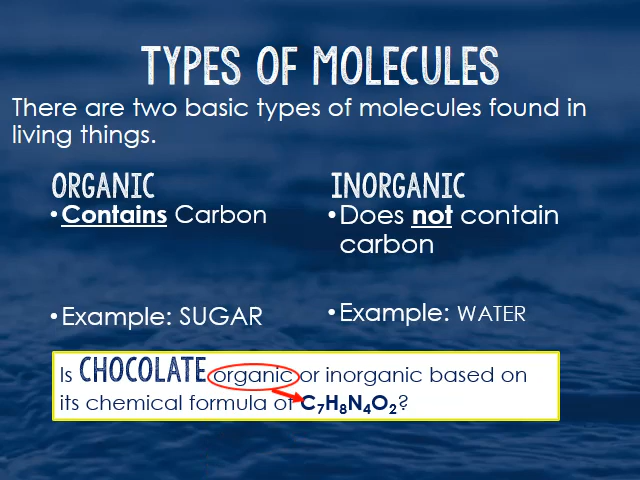 TYPES OF MOLECULES
There are two basic types of molecules found in
living things.
ORGANIC
•Contains Carbon
•Example: SUGAR
INORGANIC
•Does not contain
carbon
•Example: WATER
Is CHOCOLATE organic or inorganic based on
its chemical formula of C₇H₈N₄O₂?